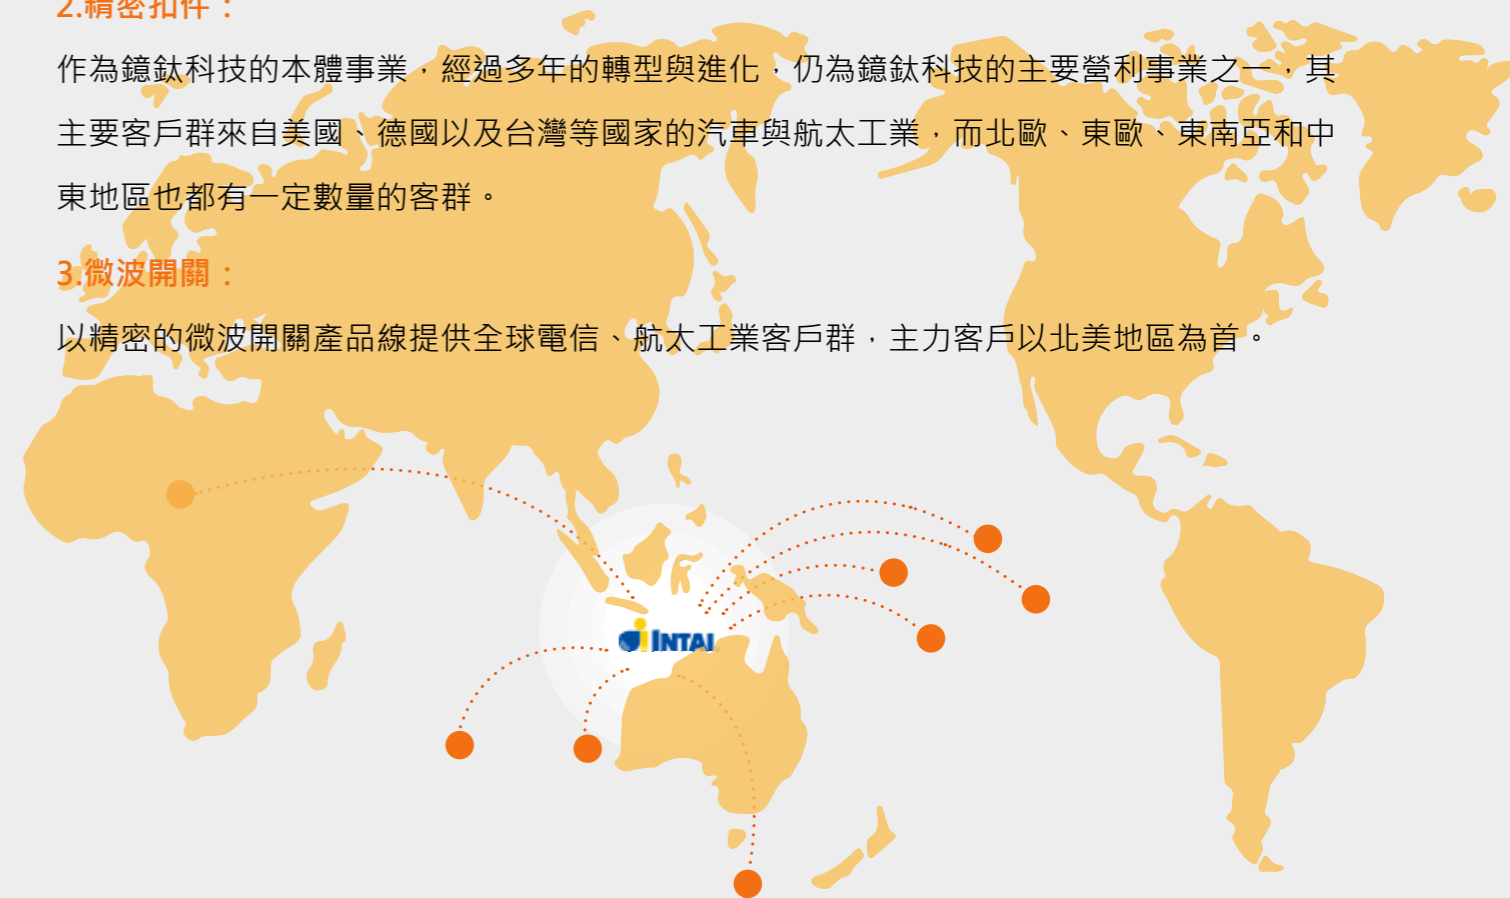 2.精密扣件：
作為鐿鈦科技的本體事業，經過多年的轉型與進化，仍為鐿鈦科技的主要營利事業之一，其
主要客戶群來自美國、德國以及台灣等國家的汽車與航太工業，而北歐、東歐、東南亞和中
東地區也都有一定數量的客群。
3.微波開關：
以精密的微波開關產品線提供全球電信、航太工業客戶群，主力客戶以北美地區為首。
INTAI